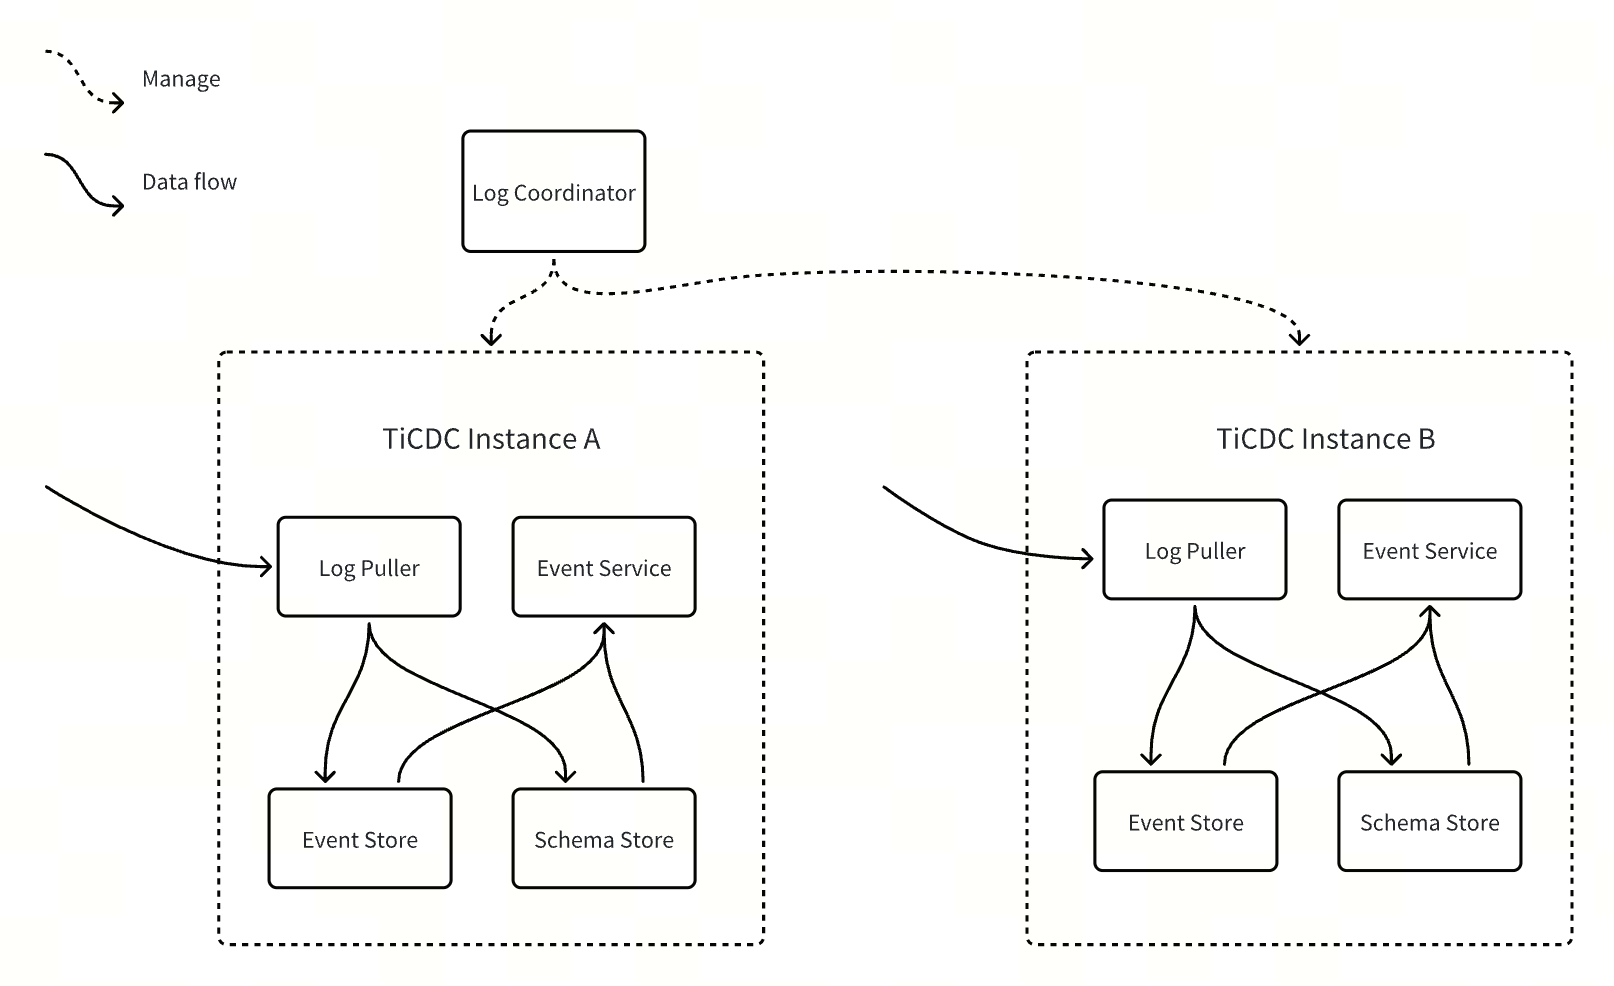 Manage
Data flow
Log Coordinator
TiCDC Instance A
Log Puller
Event Service
Event Store
Schema Store
TiCDC Instance B
Log Puller
Event Service
Event Store
Schema Store